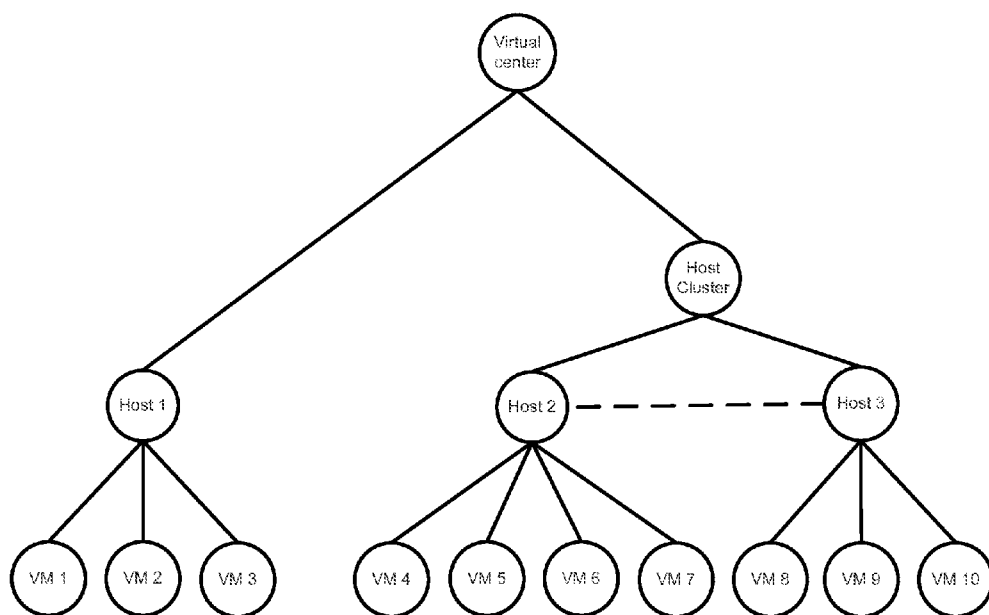 Virtual
center
Host
Cluster
Host 1
Host 2
Host 3
VM 1
VM 2
VM 3
VM 4
VM 5
VM 6
VM 7
VM 8
VM 9
VM 10